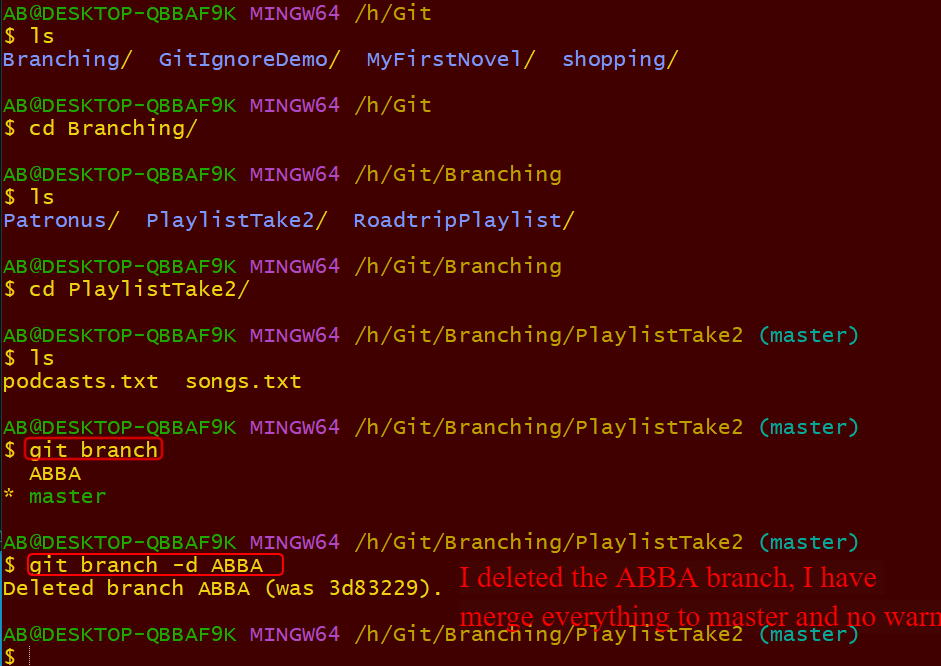 AB@DESKTOP-QBBAF9K MINGW64 /h/Git
$ ls
Branching/  GitIgnoreDemo/  MyFirstNovel/  shopping/
AB@DESKTOP-QBBAF9K MINGW64 /h/Git
$ cd Branching/
AB@DESKTOP-QBBAF9K MINGW64 /h/Git/Branching
$ ls
Patronus/  PlaylistTake2/  RoadtripPlaylist/
AB@DESKTOP-QBBAF9K MINGW64 /h/Git/Branching
$ cd PlaylistTake2/
AB@DESKTOP-QBBAF9K MINGW64 /h/Git/Branching/PlaylistTake2 (master)
$ ls
podcasts.txt  songs.txt
AB@DESKTOP-QBBAF9K MINGW64 /h/Git/Branching/PlaylistTake2 (master)
$ git branch
  ABBA
* master
AB@DESKTOP-QBBAF9K MINGW64 /h/Git/Branching/PlaylistTake2 (master)
$ git branch -d ABBA
Deleted branch ABBA (was 3d83229).
I deleted the ABBA branch, I have
merge everything to master and no warn
AB@DESKTOP-QBBAF9K MINGW64 /h/Git/Branching/PlaylistTake2 (master)
$